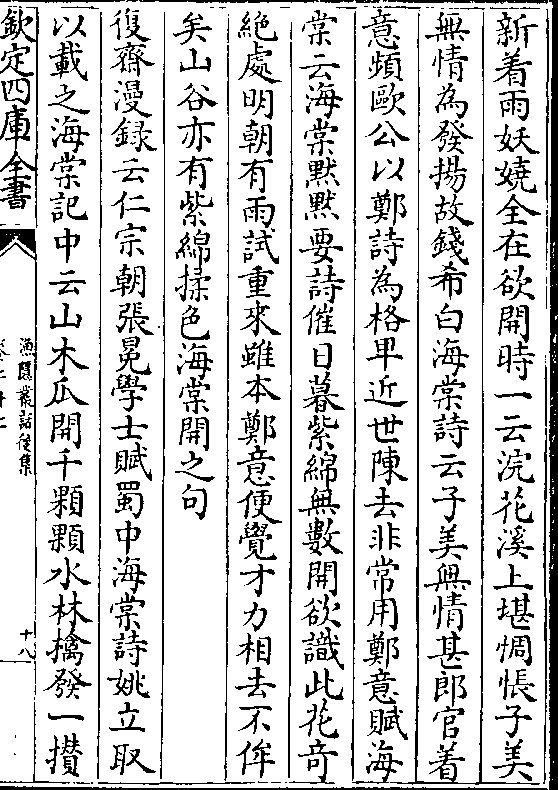 新着雨妖嬈全在欲開時一云浣花溪上堪惆悵子美
無情為發揚故錢希白海棠詩云子美無情甚郎官着
意頻歐公以鄭詩為格卑近世陳去非常用鄭意賦海
棠云海棠黙黙要詩催日暮紫綿無數開欲識此花竒
絶處明朝有雨試重來雖本鄭意便覺才力相去不侔
矣山谷亦有紫綿揉色海棠開之句
復齋漫録云仁宗朝張冕學士賦蜀中海棠詩姚立取
以載之海棠記中云山木瓜開千顆顆水林擒發一攅
欽定四庫全書
漁隱叢話後集
十八